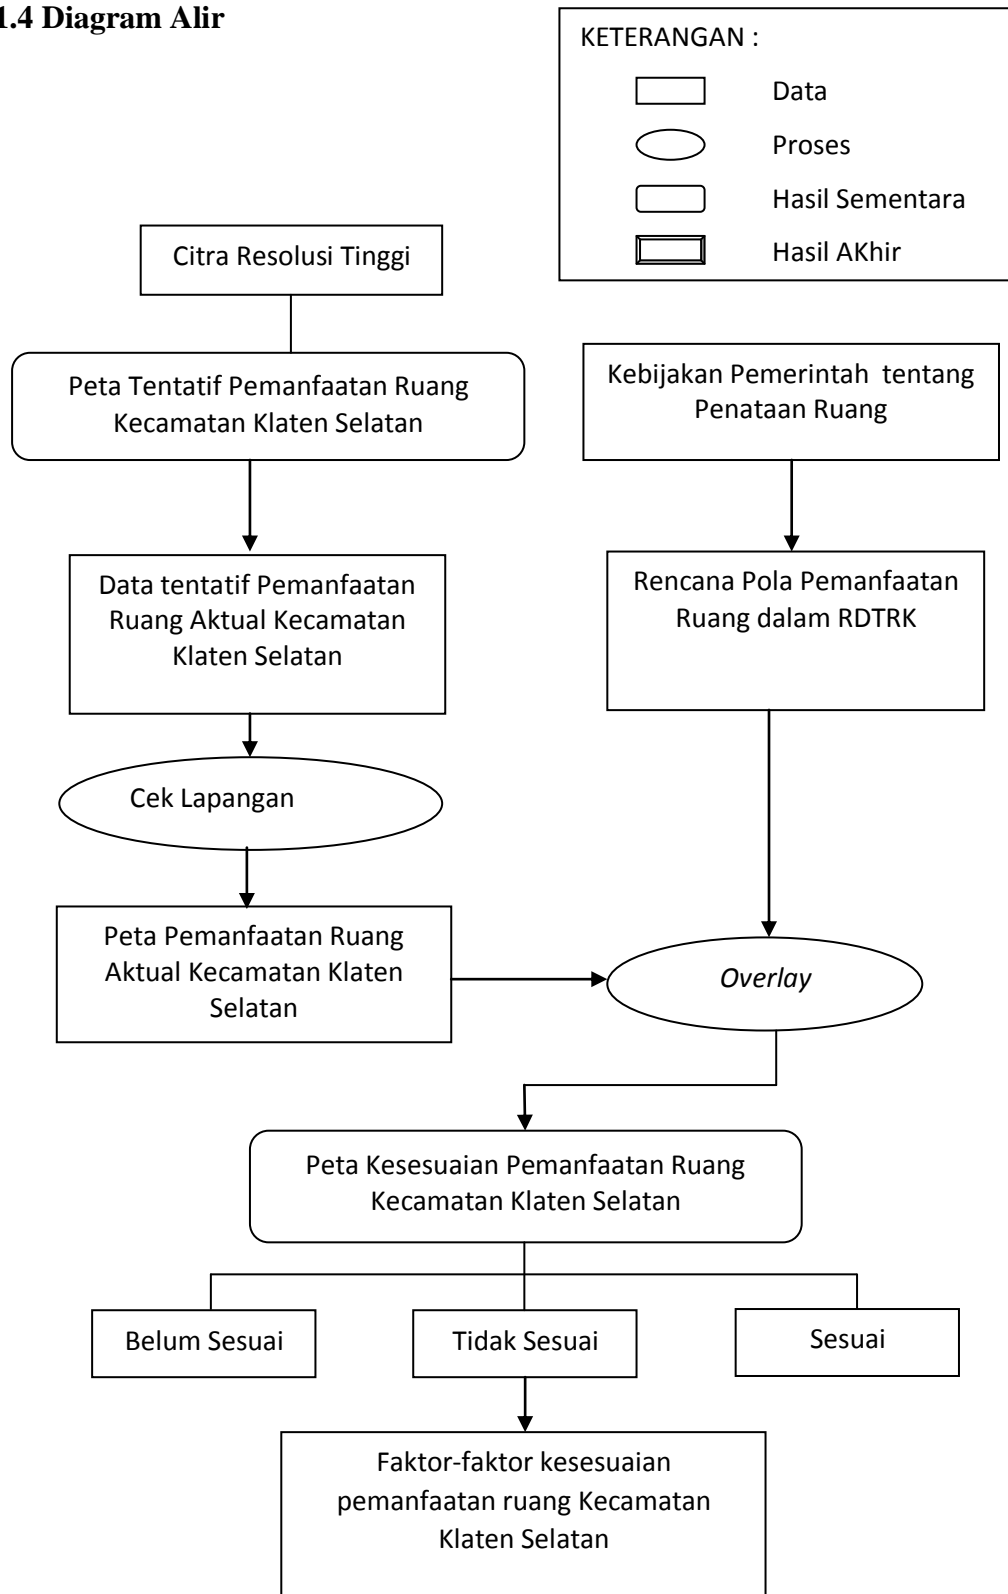 1.4 Diagram Alir
KETERANGAN :
Data
Proses
Hasil Sementara
Hasil AKhir
Citra Resolusi Tinggi
Peta Tentatif Pemanfaatan Ruang
Kecamatan Klaten Selatan
Kebijakan Pemerintah tentang
Penataan Ruang
Data tentatif Pemanfaatan
Ruang Aktual Kecamatan
Klaten Selatan
Rencana Pola Pemanfaatan
Ruang dalam RDTRK
Cek Lapangan
Peta Pemanfaatan Ruang
Aktual Kecamatan Klaten
Selatan
Overlay
Peta Kesesuaian Pemanfaatan Ruang
Kecamatan Klaten Selatan
Belum Sesuai
Tidak Sesuai
Sesuai
Faktor-faktor kesesuaian
pemanfaatan ruang Kecamatan
Klaten Selatan